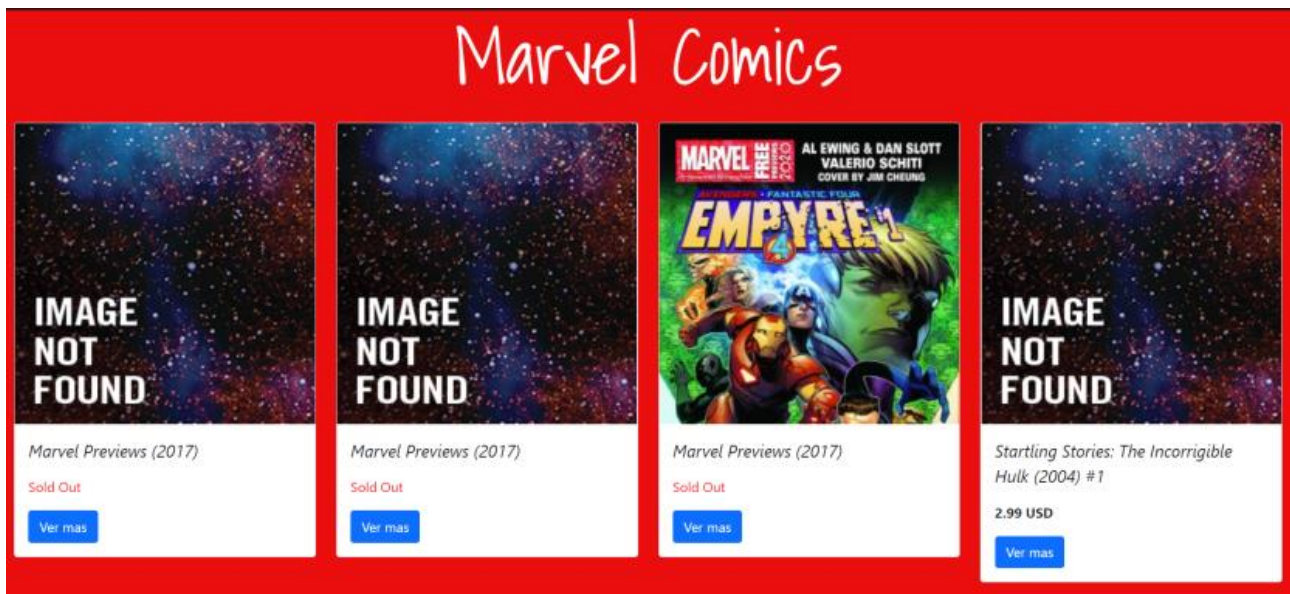 Marvel Comics
IMAGE
NOT
FOUND
Marvel Previews (2017)
Sold Out
Ver mas
IMAGE
NOT
FOUND
Marvel Previews (2017)
Sold Out
Ver mas
MARVEL
FREE
PREVIEWS
2020
AL EWING & DAN SLOTT
VALERIO SCHITI
COVER BY JIM CHEUNG
AVENGERS • FANTASTIC FOUR
EMPYRE #1
4
Marvel Previews (2017)
Sold Out
Ver mas
IMAGE
NOT
FOUND
Startling Stories: The Incorrigible
Hulk (2004) #1
2.99 USD
Ver mas